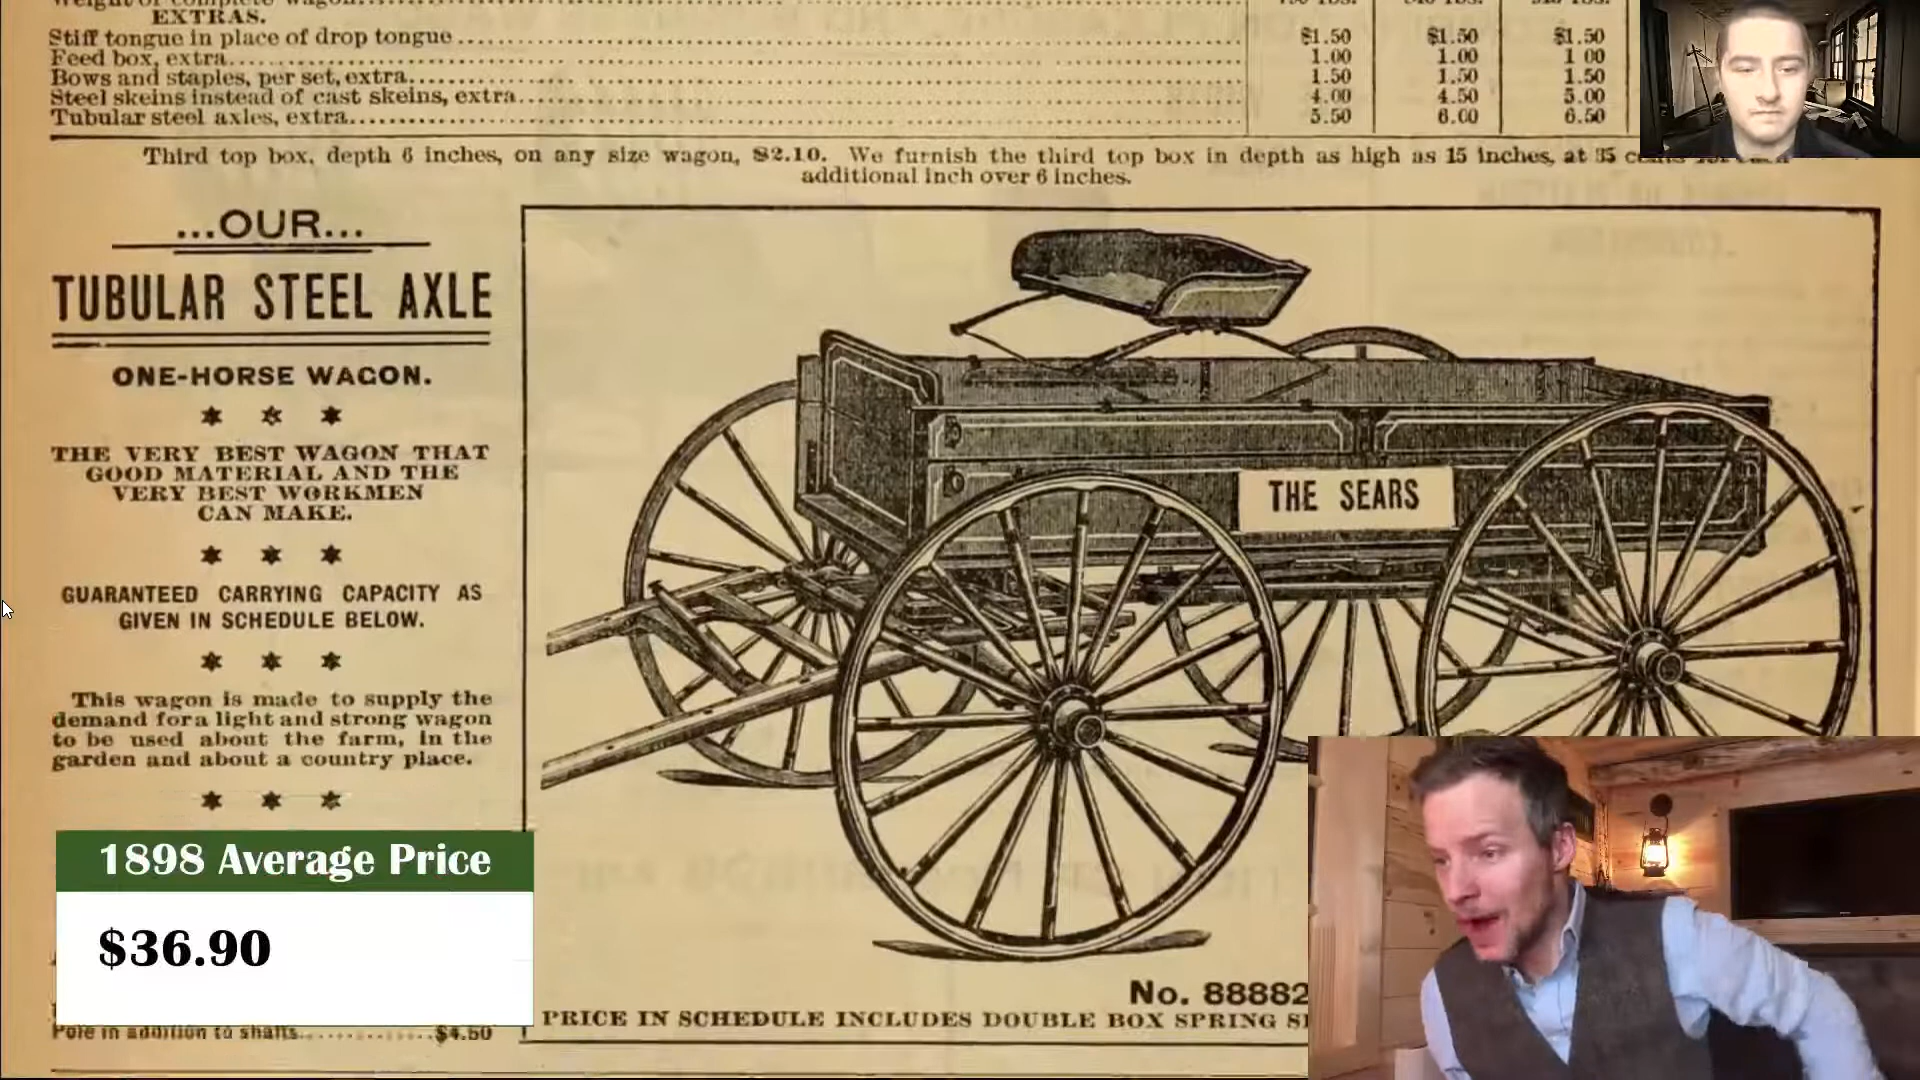 EXTRAS.
Stiff tongue in place of drop tongue $1.50 $1.50 $1.50
Feed box, extra 1.00 1.00 1 00
Bows and staples, per set, extra 1.50 1.50 1.50
Steel skeins instead of cast skeins, extra 4.00 4.50 5.00
Tubular steel axles, extra 5.50 6.00 6.50
Third top box, depth 6 inches, on any size wagon, $2.10. We furnish the third top box in depth as high as 15 inches, at 35
additional inch over 6 inches.
...OUR...
TUBULAR STEEL AXLE
ONE-HORSE WAGON.
THE VERY BEST WAGON THAT
GOOD MATERIAL AND THE
VERY BEST WORKMEN
CAN MAKE.
GUARANTEED CARRYING CAPACITY AS
GIVEN IN SCHEDULE BELOW.
This wagon is made to supply the
demand for a light and strong wagon
to be used about the farm, in the
garden and about a country place.
THE SEARS
1898 Average Price
$36.90
Pole in addition to shafts $4.50
No. 88882
PRICE IN SCHEDULE INCLUDES DOUBLE BOX SPRING